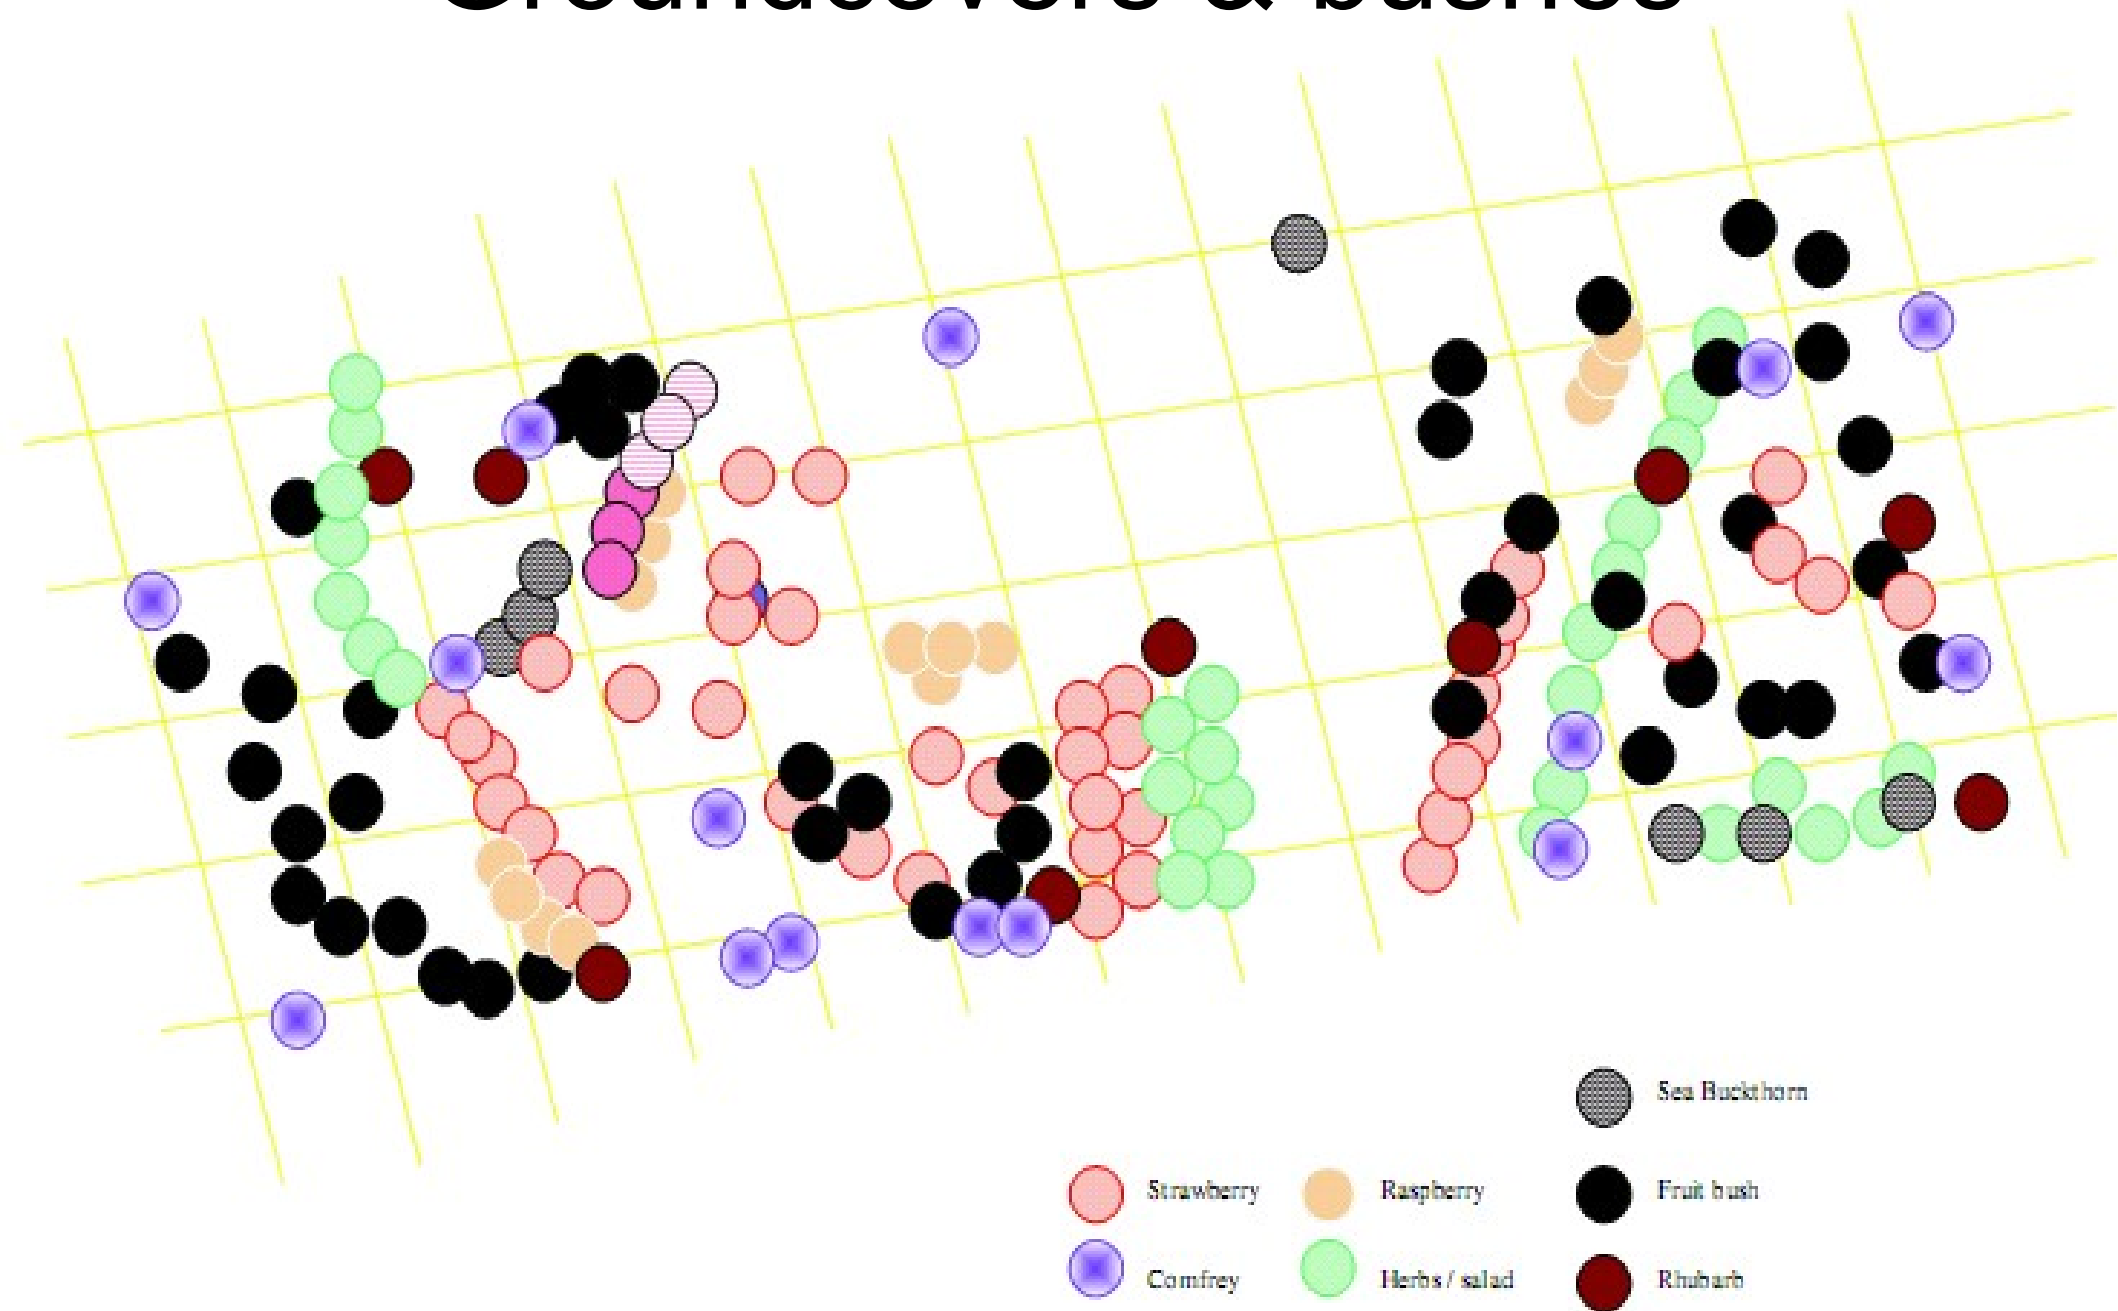 Groundcovers & bushes
Sea Buckthorn
Strawberry Raspberry Fruit bush
Comfrey Herbs / salad Rhubarb